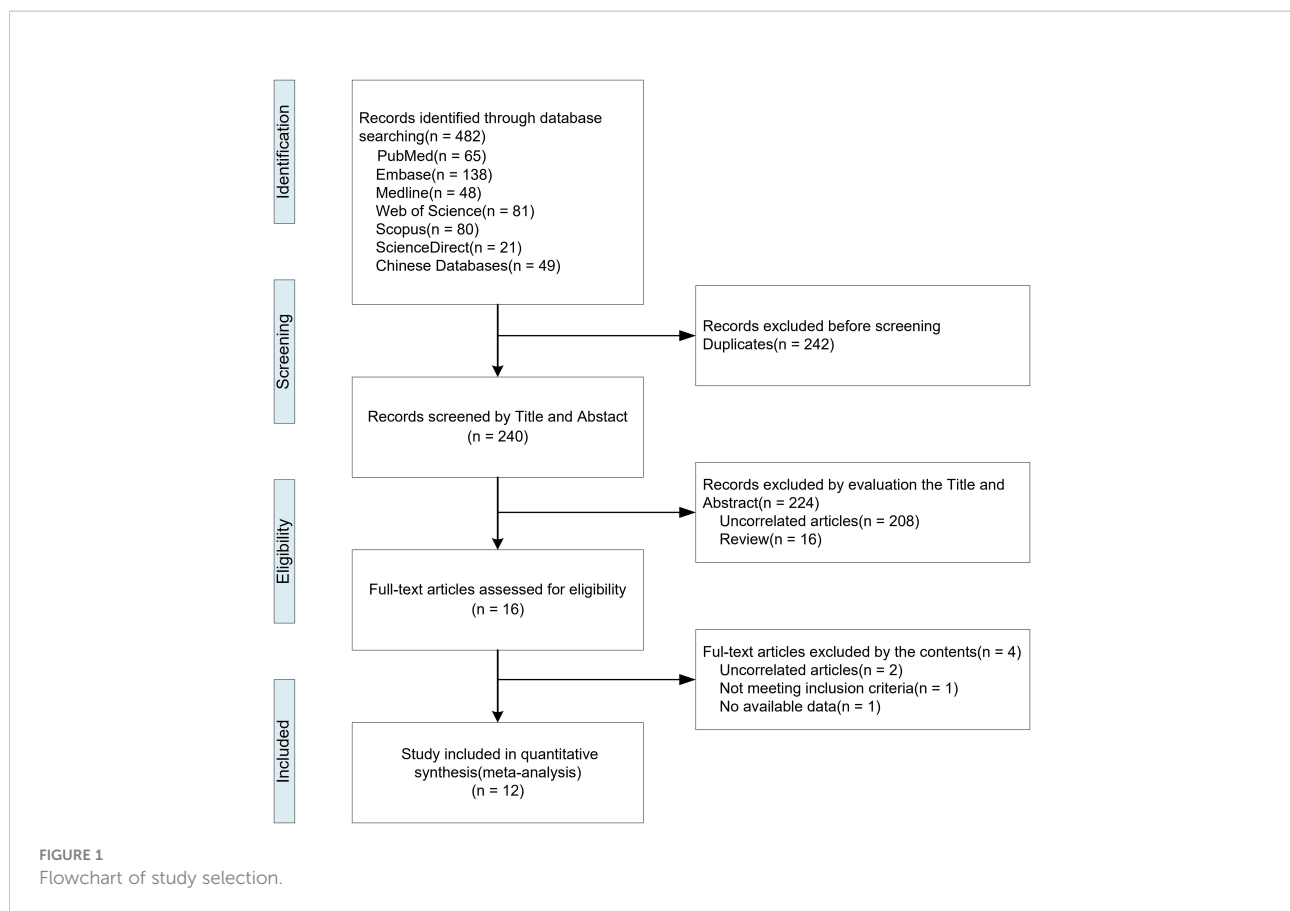 Identification
Records identified through database
searching(n = 482)
PubMed(n = 65)
Embase(n = 138)
Medline(n = 48)
Web of Science(n = 81)
Scopus(n = 80)
ScienceDirect(n = 21)
Chinese Databases(n = 49)
Screening
Records excluded before screening
Duplicates(n = 242)
Records screened by Title and Abstact
(n = 240)
Eligibility
Records excluded by evaluation the Title and
Abstract(n = 224)
Uncorrelated articles(n = 208)
Review(n = 16)
Full-text articles assessed for eligibility
(n = 16)
Ful-text articles excluded by the contents(n = 4)
Uncorrelated articles(n = 2)
Not meeting inclusion criteria(n = 1)
No available data(n = 1)
Included
Study included in quantitative
synthesis(meta-analysis)
(n = 12)
FIGURE 1
Flowchart of study selection.